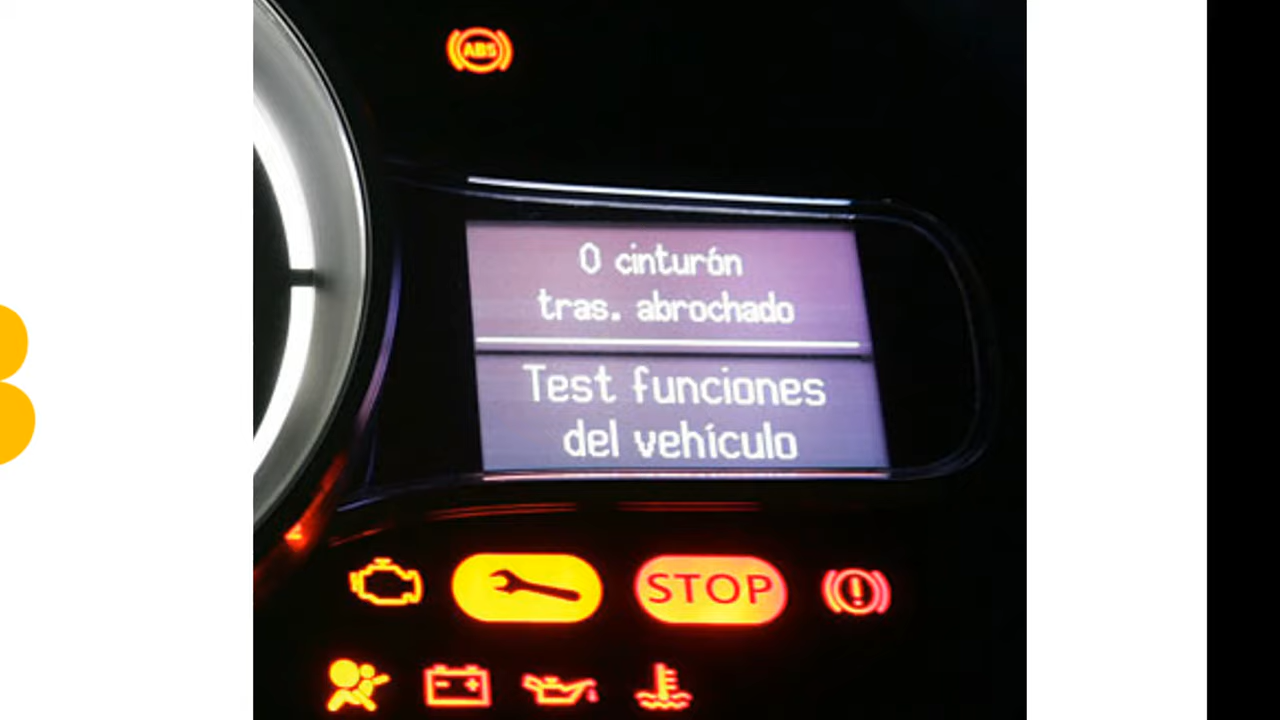 ABS
0 cinturón
tras. abrochado
Test funciones
del vehículo
STOP